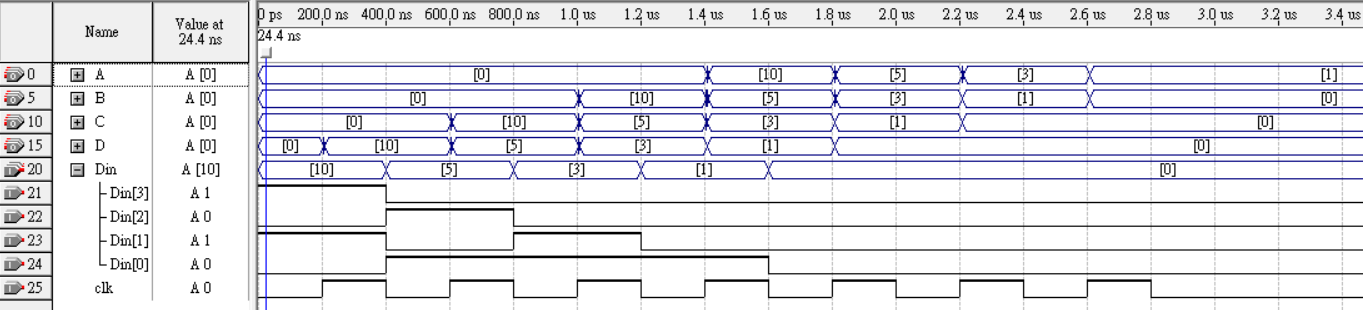 Name Value at 24.4 ns 0 ps 200.0 ns 400.0 ns 600.0 ns 800.0 ns 1.0 us 1.2 us 1.4 us 1.6 us 1.8 us 2.0 us 2.2 us 2.4 us 2.6 us 2.8 us 3.0 us 3.2 us 3.4 us
24.4 ns
0 A A [0] [0] [10] [5] [3] [1]
5 B A [0] [0] [10] [5] [3] [1] [0]
10 C A [0] [0] [10] [5] [3] [1] [0]
15 D A [0] [0] [10] [5] [3] [1] [0]
20 Din A [10] [10] [5] [3] [1] [0]
21 Din[3] A 1
22 Din[2] A 0
23 Din[1] A 1
24 Din[0] A 0
25 clk A 0